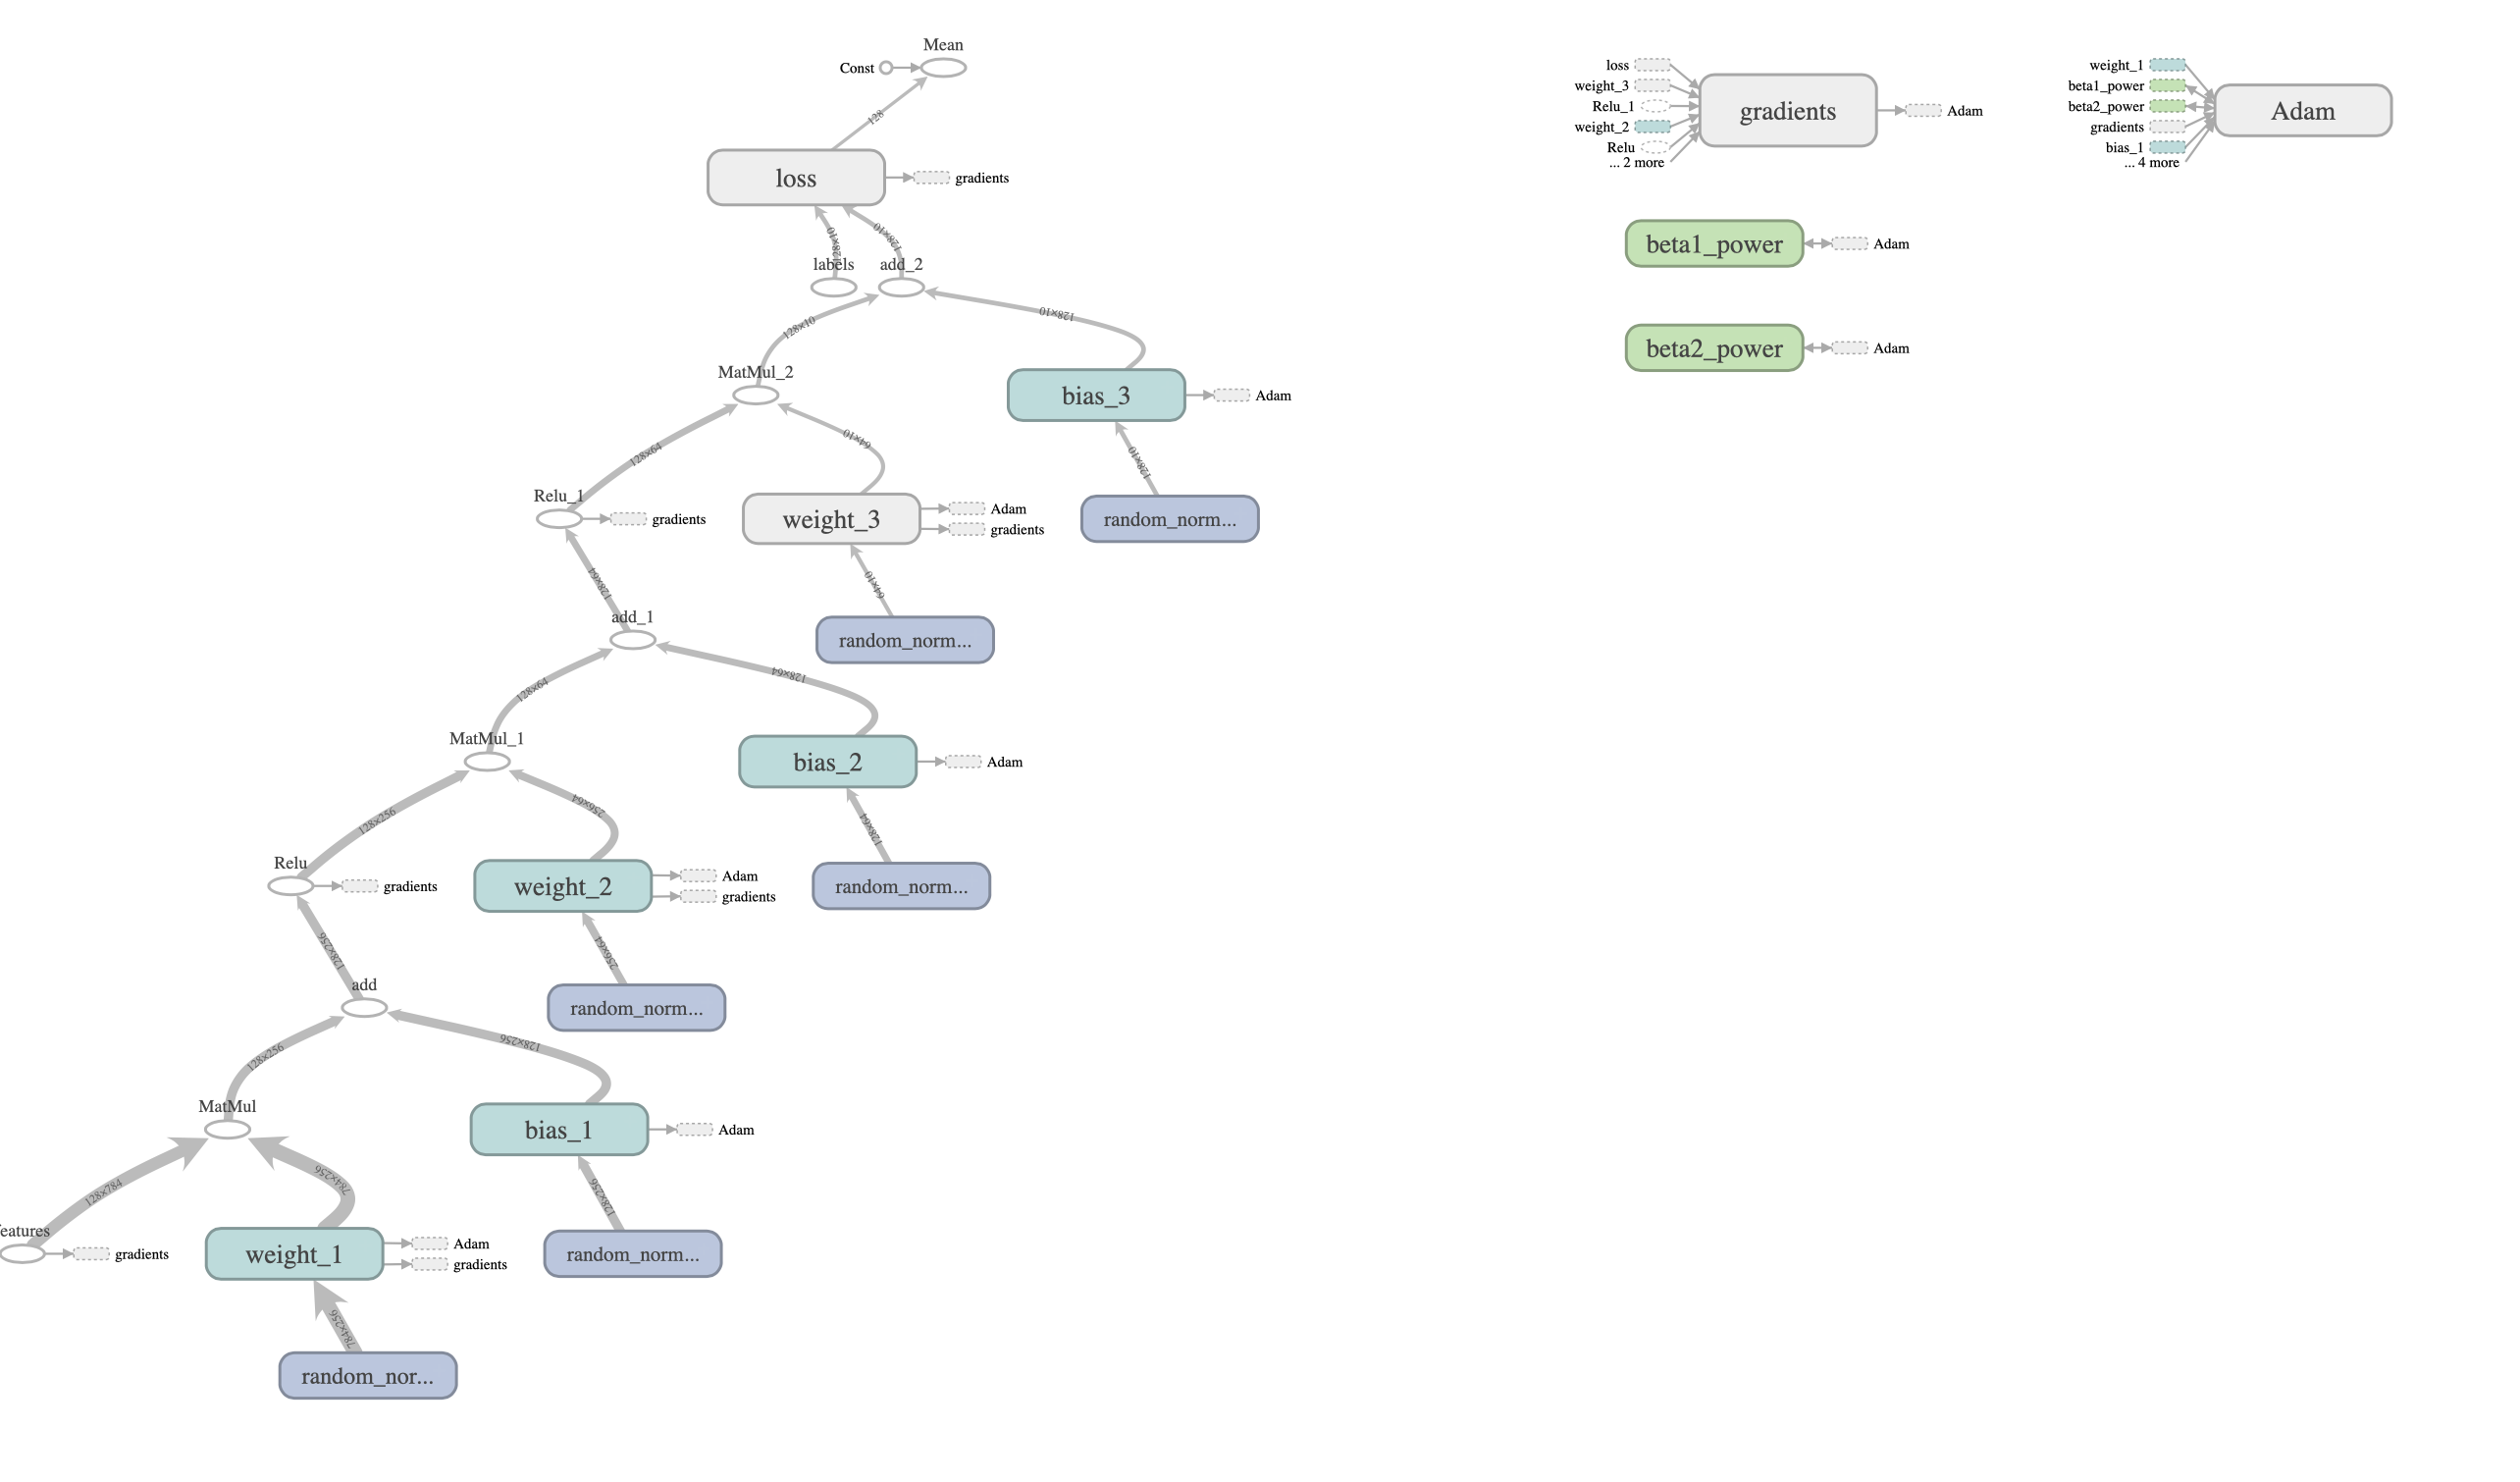 Mean
Const
128
loss
gradients
128×10
128×10
labels
add_2
128×10
128×10
MatMul_2
bias_3
Adam
128×64
64×10
128×10
Relu_1
gradients
weight_3
Adam
gradients
random_norm...
128×64
64×10
add_1
random_norm...
128×64
128×64
MatMul_1
bias_2
Adam
128×256
256×64
128×64
Relu
gradients
weight_2
Adam
gradients
random_norm...
128×256
256×64
add
random_norm...
128×256
128×256
MatMul
bias_1
Adam
128×784
784×256
128×256
eatures
gradients
weight_1
Adam
gradients
random_norm...
784×256
random_nor...
loss
weight_3
Relu_1
weight_2
Relu
... 2 more
gradients
Adam
weight_1
beta1_power
beta2_power
gradients
bias_1
... 4 more
Adam
beta1_power
Adam
beta2_power
Adam